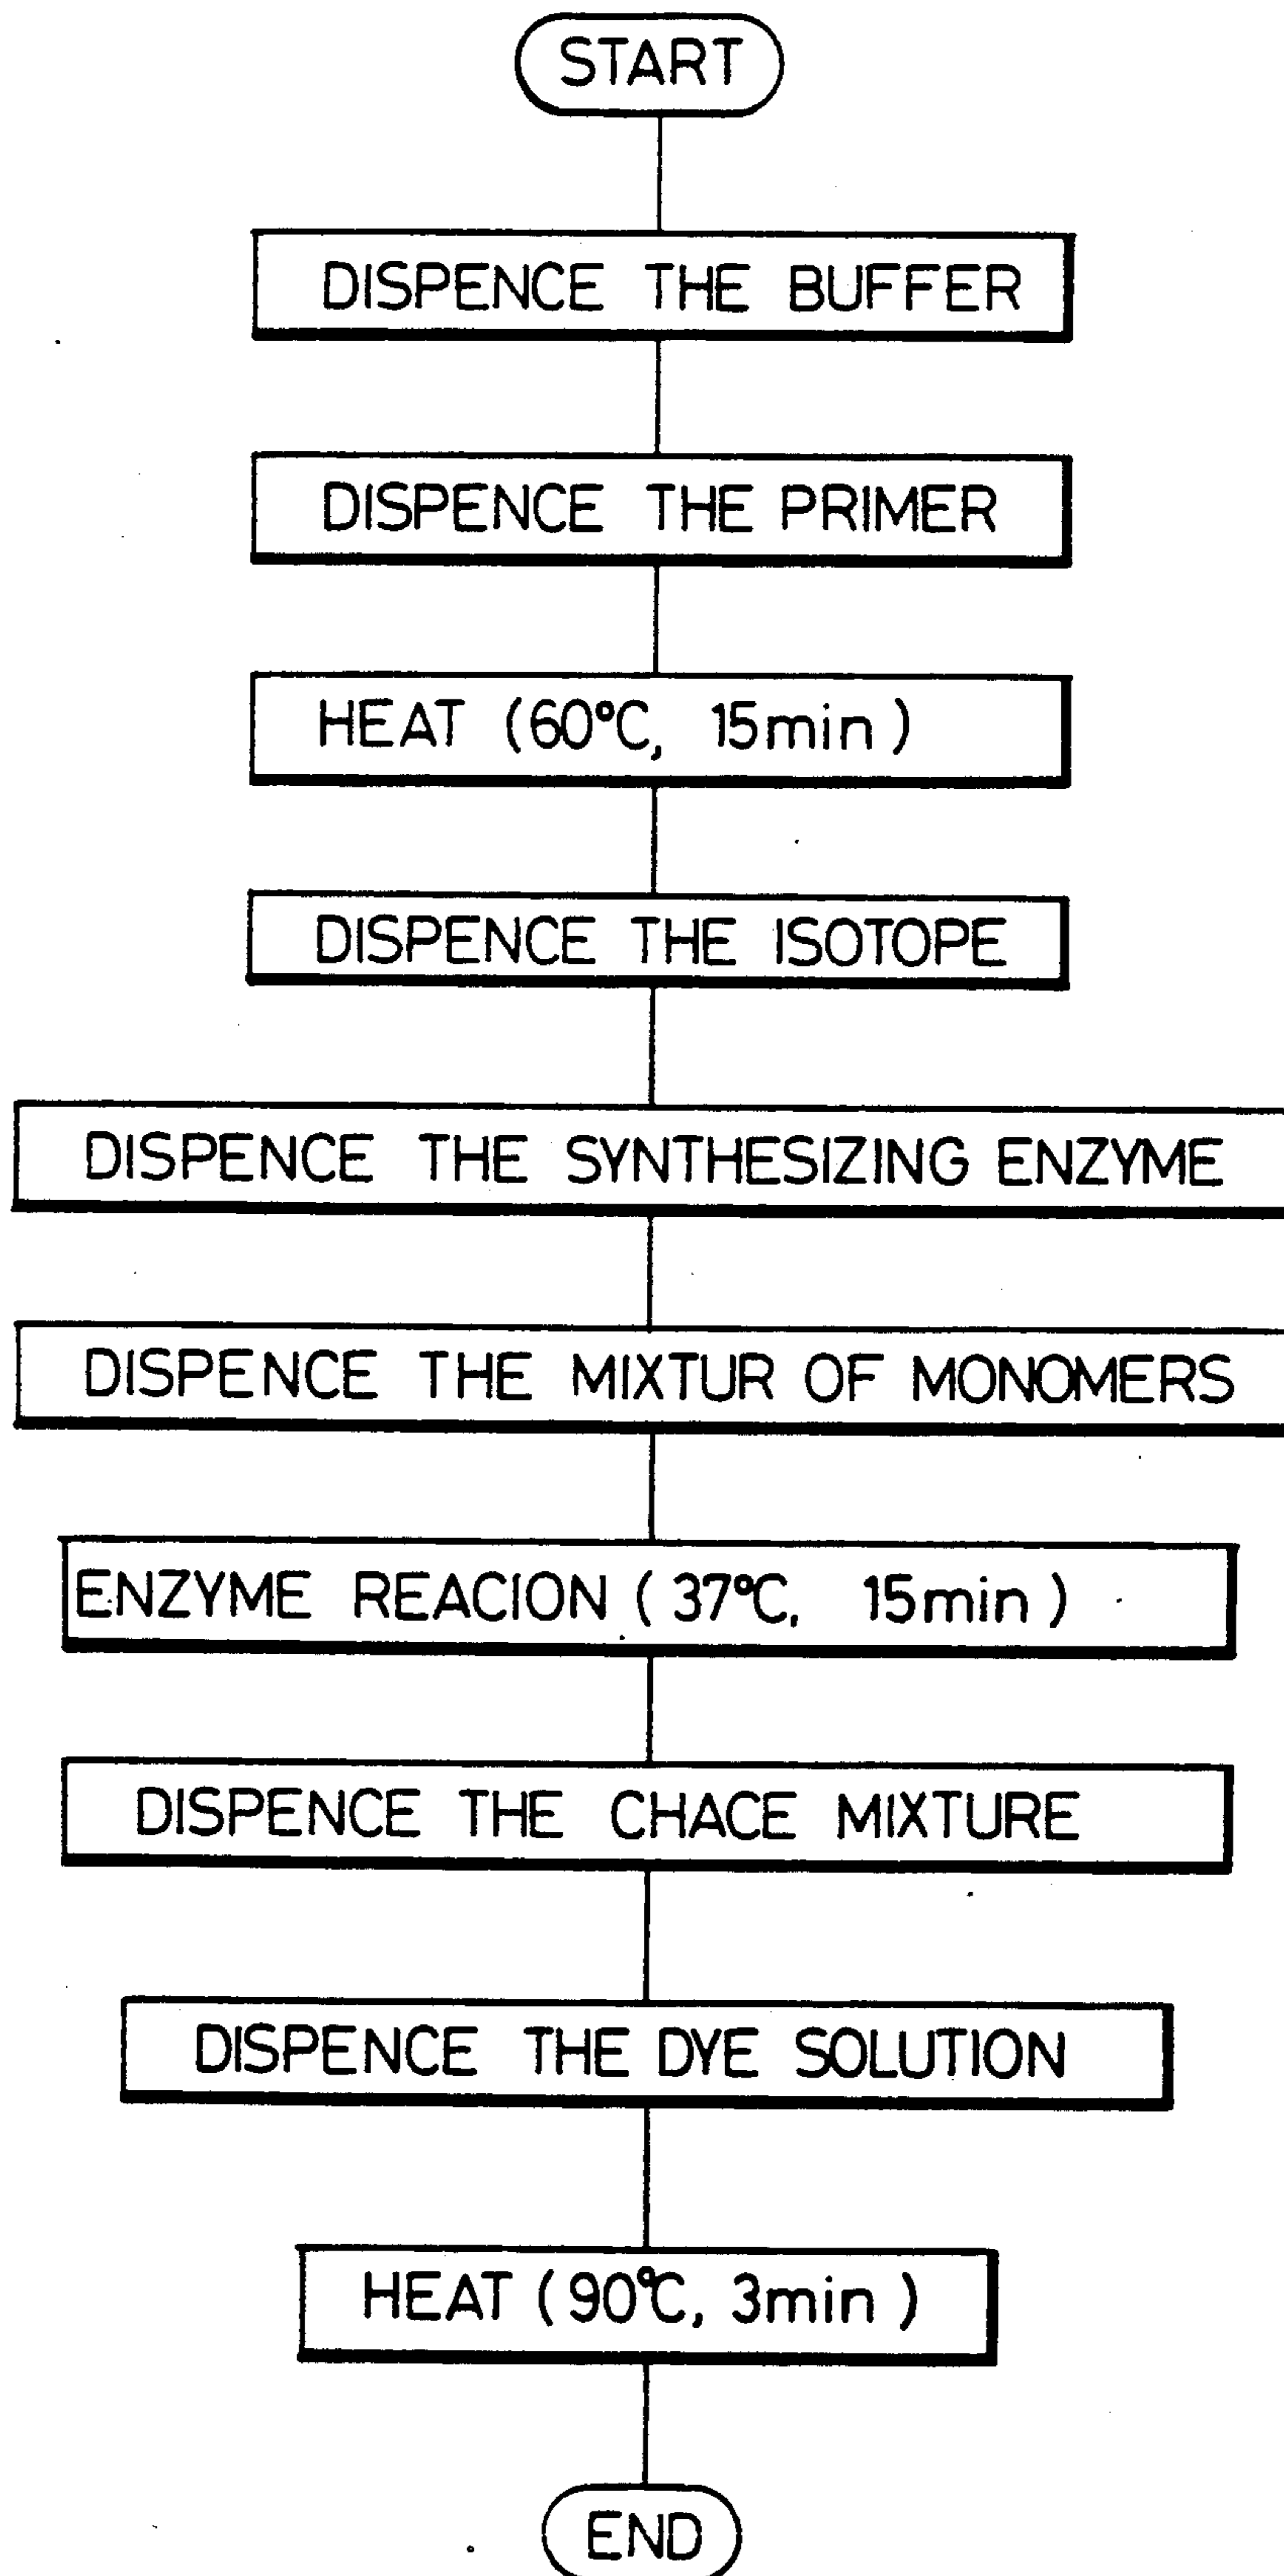 START
DISPENCE THE BUFFER
DISPENCE THE PRIMER
HEAT (60°C, 15min)
DISPENCE THE ISOTOPE
DISPENCE THE SYNTHESIZING ENZYME
DISPENCE THE MIXTUR OF MONOMERS
ENZYME REACION (37°C, 15min)
DISPENCE THE CHACE MIXTURE
DISPENCE THE DYE SOLUTION
HEAT (90°C, 3min)
END